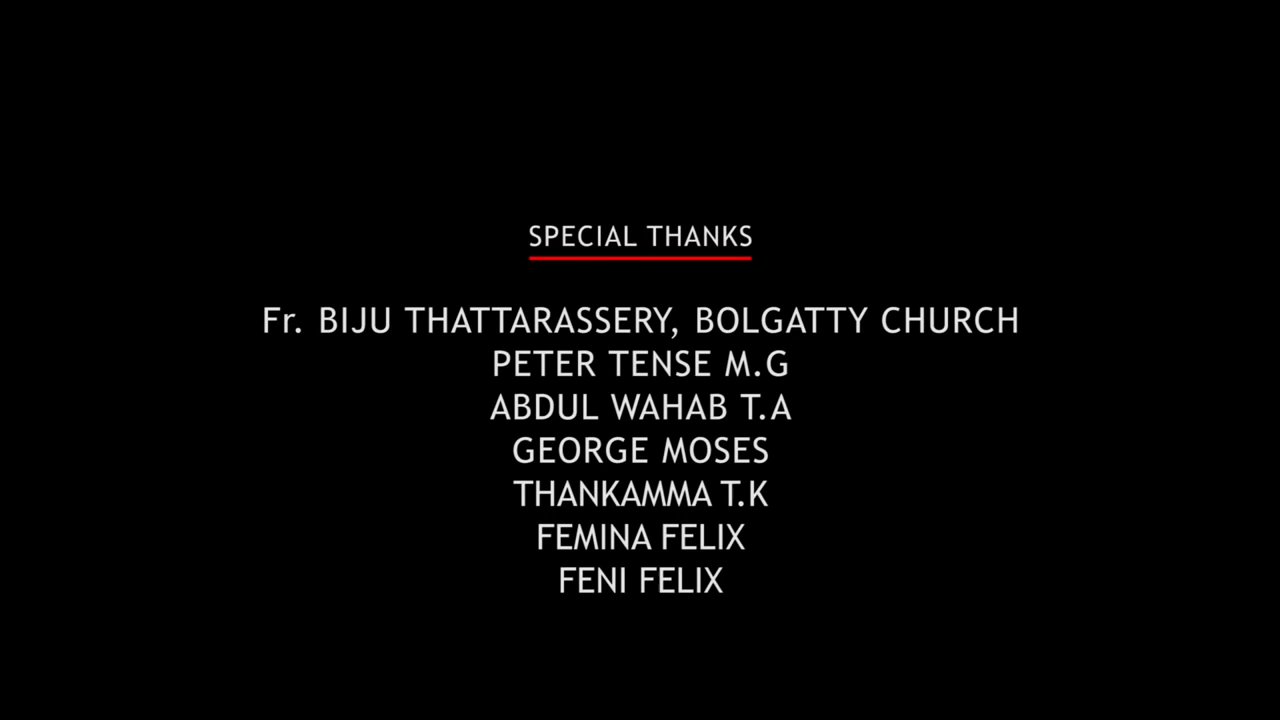 SPECIAL THANKS
Fr. BIJU THATTARASSERY, BOLGATTY CHURCH
PETER TENSE M.G
ABDUL WAHAB T.A
GEORGE MOSES
THANKAMMA T.K
FEMINA FELIX
FENI FELIX